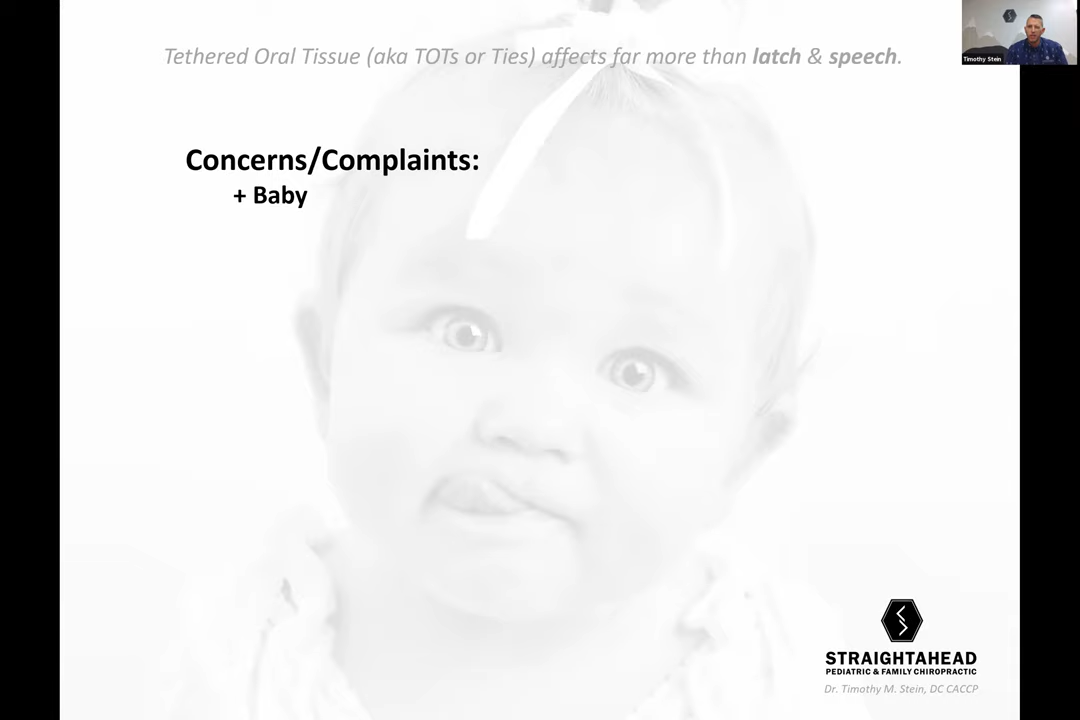 Tethered Oral Tissue (aka TOTs or Ties) affects far more than latch & speech.
Timothy Stein
Concerns/Complaints:
+ Baby
STRAIGHTAHEAD
PEDIATRIC & FAMILY CHIROPRACTIC
Dr. Timothy M. Stein, DC CACCP